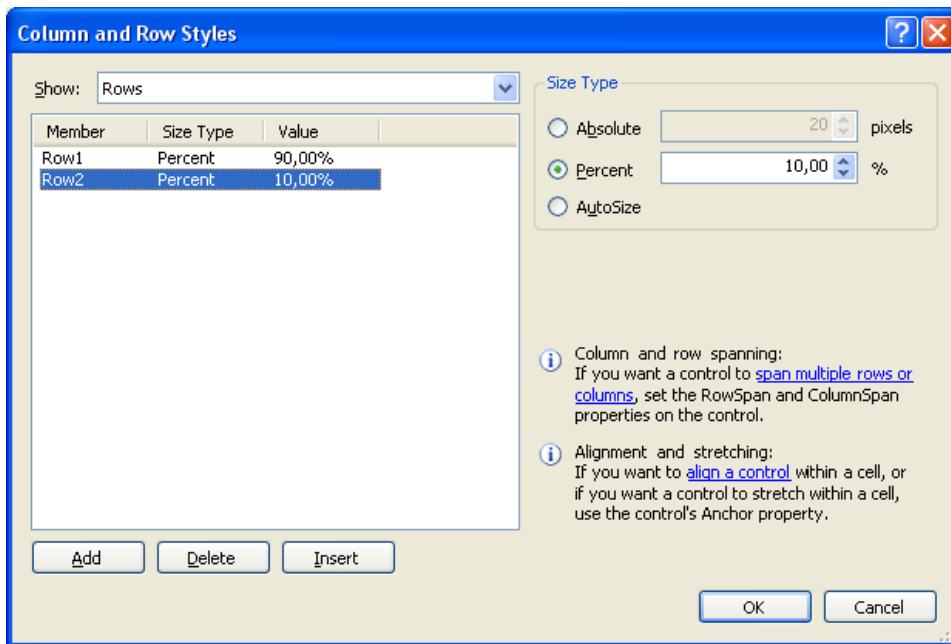 Column and Row Styles
Show: Rows
Member Size Type Value
Row1 Percent 90,00%
Row2 Percent 10,00%
Add Delete Insert
Size Type
Absolute 20 pixels
Percent 10,00 %
AutoSize
Column and row spanning:
If you want a control to span multiple rows or
columns, set the RowSpan and ColumnSpan
properties on the control.
Alignment and stretching:
If you want to align a control within a cell, or
if you want a control to stretch within a cell,
use the control's Anchor property.
OK Cancel